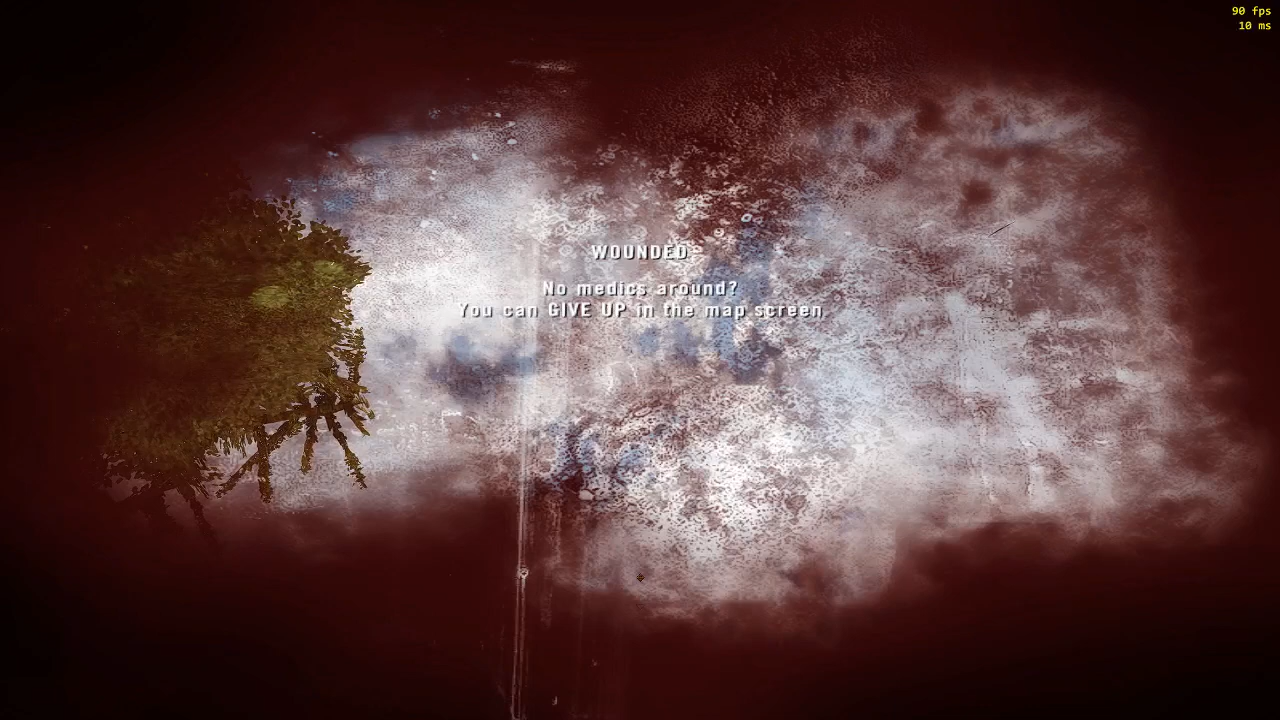 90 fps
10 ms
WOUNDED
No medics around?
You can GIVE UP in the map screen